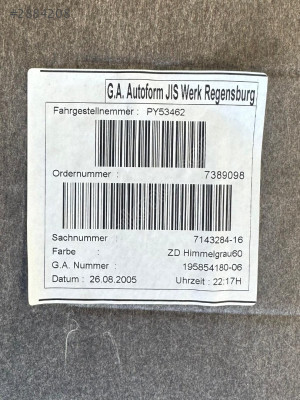 G.A. Autoform JIS Werk Regensburg
Fahrgestellnemmer : PY53462
Ordernummer : 7389098
Sachnummer 7143284-16
Farbe : ZD Himmelgrau60
G.A. Nummer : 195854180-06
Datum : 26.08.2005 Uhrzeit : 22:17H